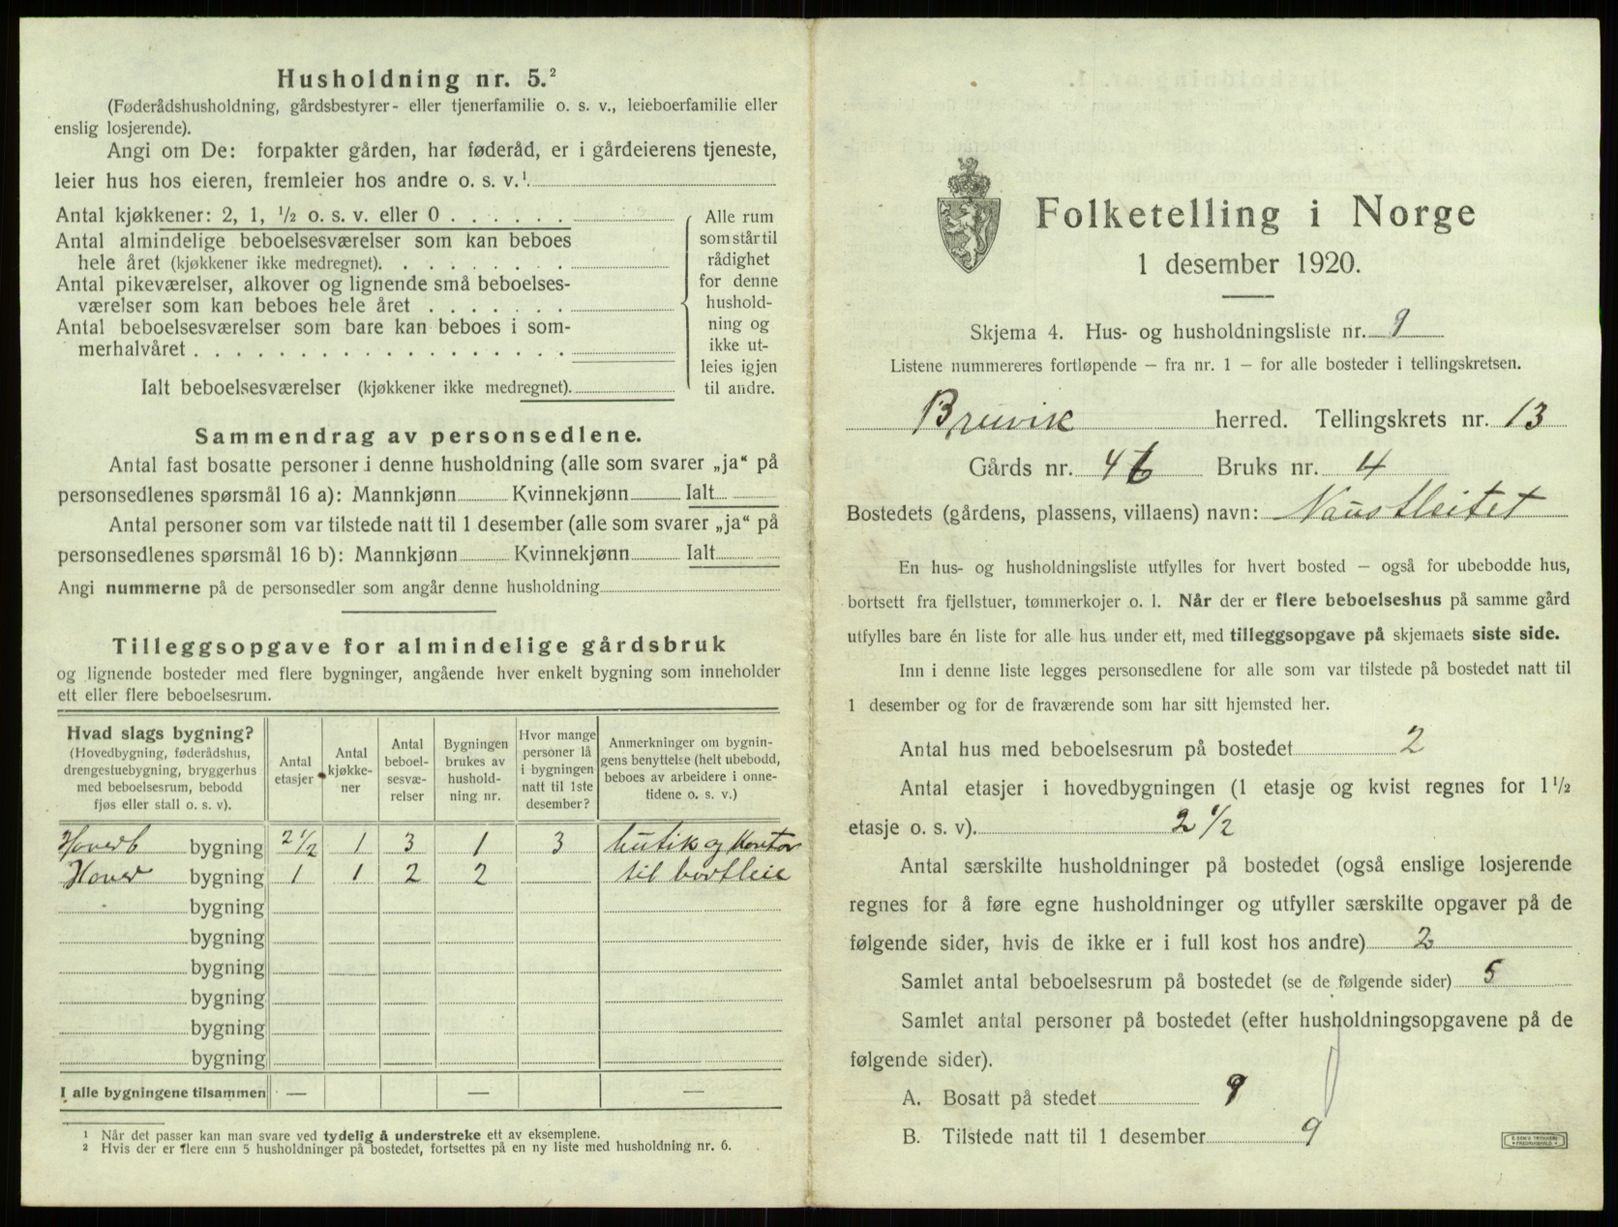 Husholdning nr. 5.²
(Føderådshusholdning, gårdsbestyrer- eller tjenerfamilie o. s. v., leieboerfamilie eller
enslig losjerende).
Angi om De: forpakter gården, har føderåd, er i gårdeierens tjeneste,
leier hus hos eieren, fremleier hos andre o. s. v.¹
Antal kjøkkener: 2, 1, ½ o. s. v. eller 0 . . . . . .
Antal almindelige beboelsesværelser som kan beboes
hele året (kjøkkener ikke medregnet). . . . . . . .
Antal pikeværelser, alkover og lignende små beboelses-
værelser som kan beboes hele året . . . . . . .
Antal beboelsesværelser som bare kan beboes i som-
merhalvåret . . . . . . . . . . . . . . . . . .
Ialt beboelsesværelser (kjøkkener ikke medregnet).
Alle rum
som står til
rådighet
for denne
hushold-
ning og
ikke ut-
leies igjen
til andre.
Sammendrag av personsedlene.
Antal fast bosatte personer i denne husholdning (alle som svarer „ja“ på
personsedlenes spørsmål 16 a): Mannkjønn Kvinnekjønn Ialt
Antal personer som var tilstede natt til 1 desember (alle som svarer „ja“ på
personsedlenes spørsmål 16 b): Mannkjønn Kvinnekjønn Ialt
Angi nummerne på de personsedler som angår denne husholdning
Tilleggsopgave for almindelige gårdsbruk
og lignende bosteder med flere bygninger, angående hver enkelt bygning som inneholder
ett eller flere beboelsesrum.
Hvad slags bygning?
(Hovedbygning, føderådshus,
drengestuebygning, bryggerhus
med beboelsesrum, bebodd
fjøs eller stall o. s. v).
Antal
etasjer
Antal
kjøkke-
ner
Antal
beboel-
sesvæ-
relser
Bygningen
brukes av
hushold-
ning nr.
Hvor mange
personer lå
i bygningen
natt til 1ste
desember?
Anmerkninger om bygnin-
gens benyttelse (helt ubebodd,
beboes av arbeidere i onne-
tidene o. s. v.)
Hovedb bygning 2½ 1 3 1 3 butik og Kontor
Hoved bygning 1 1 2 2 til bortleie
bygning
bygning
bygning
bygning
bygning
bygning
I alle bygningene tilsammen — — —
¹ Når det passer kan man svare ved tydelig å understreke ett av eksemplene.
² Hvis der er flere enn 5 husholdninger på bostedet, fortsettes på en ny liste med husholdning nr. 6.
Folketelling i Norge
1 desember 1920.
Skjema 4. Hus- og husholdningsliste nr. 9
Listene nummereres fortløpende – fra nr. 1 – for alle bosteder i tellingskretsen.
Bruvik herred. Tellingskrets nr. 13
Gårds nr. 46 Bruks nr. 4
Bostedets (gårdens, plassens, villaens) navn: Naustleitet
En hus- og husholdningsliste utfylles for hvert bosted – også for ubebodde hus,
bortsett fra fjellstuer, tømmerkojer o. l. Når der er flere beboelseshus på samme gård
utfylles bare én liste for alle hus under ett, med tilleggsopgave på skjemaets siste side.
Inn i denne liste legges personsedlene for alle som var tilstede på bostedet natt til
1 desember og for de fraværende som har sitt hjemsted her.
Antal hus med beboelsesrum på bostedet 2
Antal etasjer i hovedbygningen (1 etasje og kvist regnes for 1½
etasje o. s. v). 2½
Antal særskilte husholdninger på bostedet (også enslige losjerende
regnes for å føre egne husholdninger og utfyller særskilte opgaver på de
følgende sider, hvis de ikke er i full kost hos andre) 2
Samlet antal beboelsesrum på bostedet (se de følgende sider) 5
Samlet antal personer på bostedet (efter husholdningsopgavene på de
følgende sider).
A. Bosatt på stedet 9
B. Tilstede natt til 1 desember 9